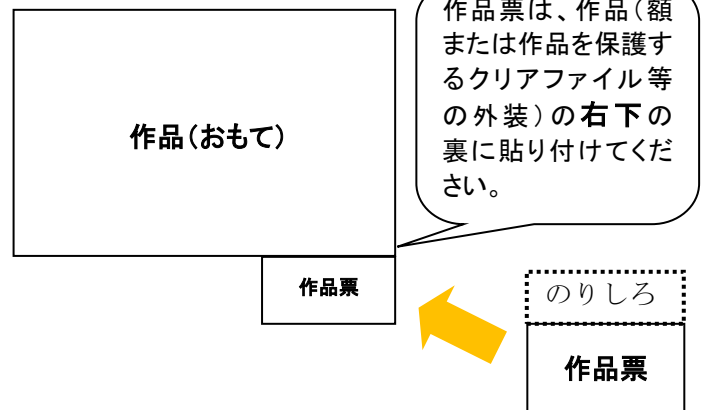 作品票は、作品（額
または作品を保護す
るクリアファイル等
の外装）の右下の
裏に貼り付けてくだ
さい。
作品（おもて）
作品票
のりしろ
作品票